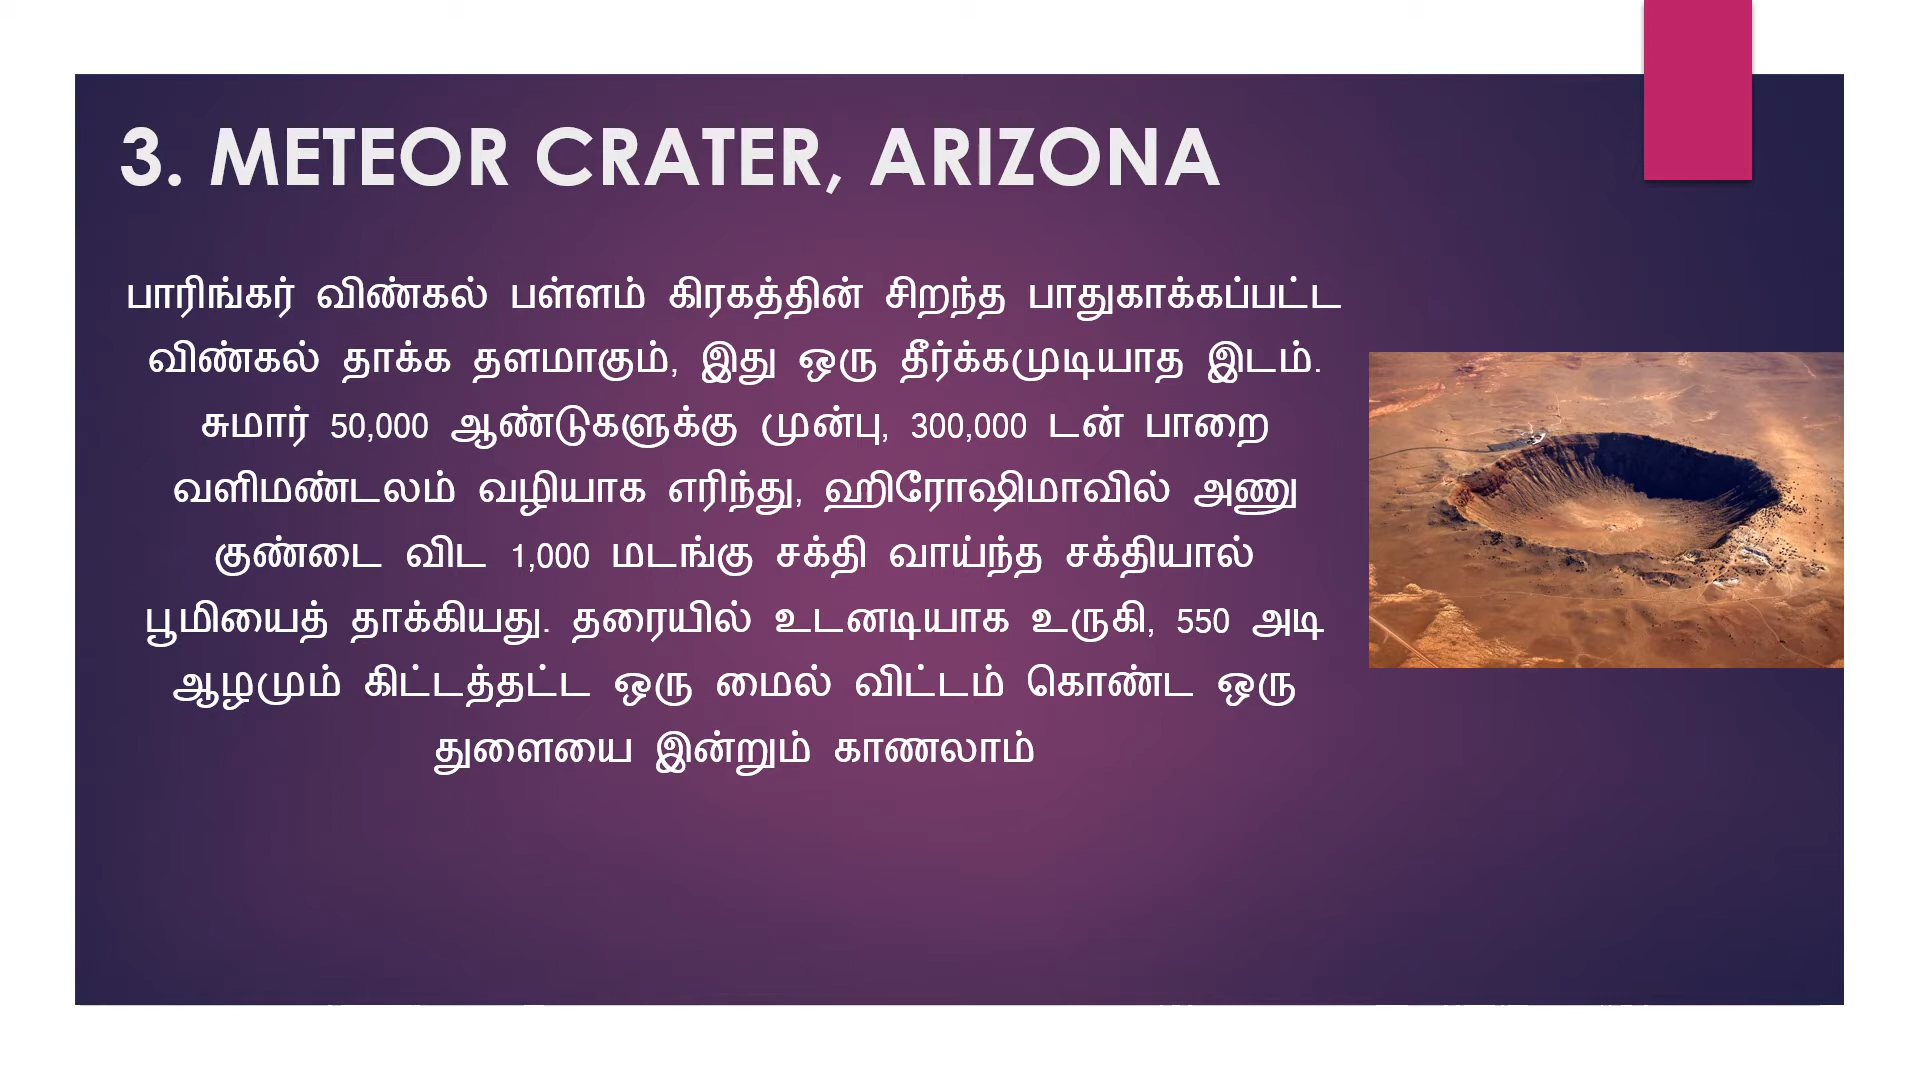 3. METEOR CRATER, ARIZONA
பாரிங்கர் விண்கல் பள்ளம் கிரகத்தின் சிறந்த பாதுகாக்கப்பட்ட
விண்கல் தாக்க தளமாகும், இது ஒரு தீர்க்கமுடியாத இடம்.
சுமார் 50,000 ஆண்டுகளுக்கு முன்பு, 300,000 டன் பாறை
வளிமண்டலம் வழியாக எரிந்து, ஹிரோஷிமாவில் அணு
குண்டை விட 1,000 மடங்கு சக்தி வாய்ந்த சக்தியால்
பூமியைத் தாக்கியது. தரையில் உடனடியாக உருகி, 550 அடி
ஆழமும் கிட்டத்தட்ட ஒரு மைல் விட்டம் கொண்ட ஒரு
துளையை இன்றும் காணலாம்